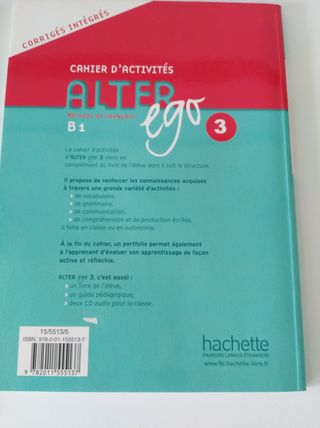 CORRIGÉS INTÉGRÉS
CAHIER D'ACTIVITÉS
ALTER
ego
MÉTHODE DE FRANÇAIS
B1
3
Le cahier d'activités
d'ALTER ego 3 vient en
complément du livre de l'élève dont il suit la structure.
Il propose de renforcer les connaissances acquises
à travers une grande variété d'activités :
de vocabulaire,
de grammaire,
de communication,
de compréhension et de production écrites,
à faire en classe ou en autonomie.
À la fin du cahier, un portfolio permet également
à l'apprenant d'évaluer son apprentissage de façon
active et réfléchie.
ALTER ego 3, c'est aussi :
un livre de l'élève,
un guide pédagogique,
deux CD audio pour la classe.
15/5513/5
ISBN: 978-2-01-155513-7
9 782011 555137
hachette
FRANÇAIS LANGUE ÉTRANGÈRE
www.fle.hachette-livre.fr